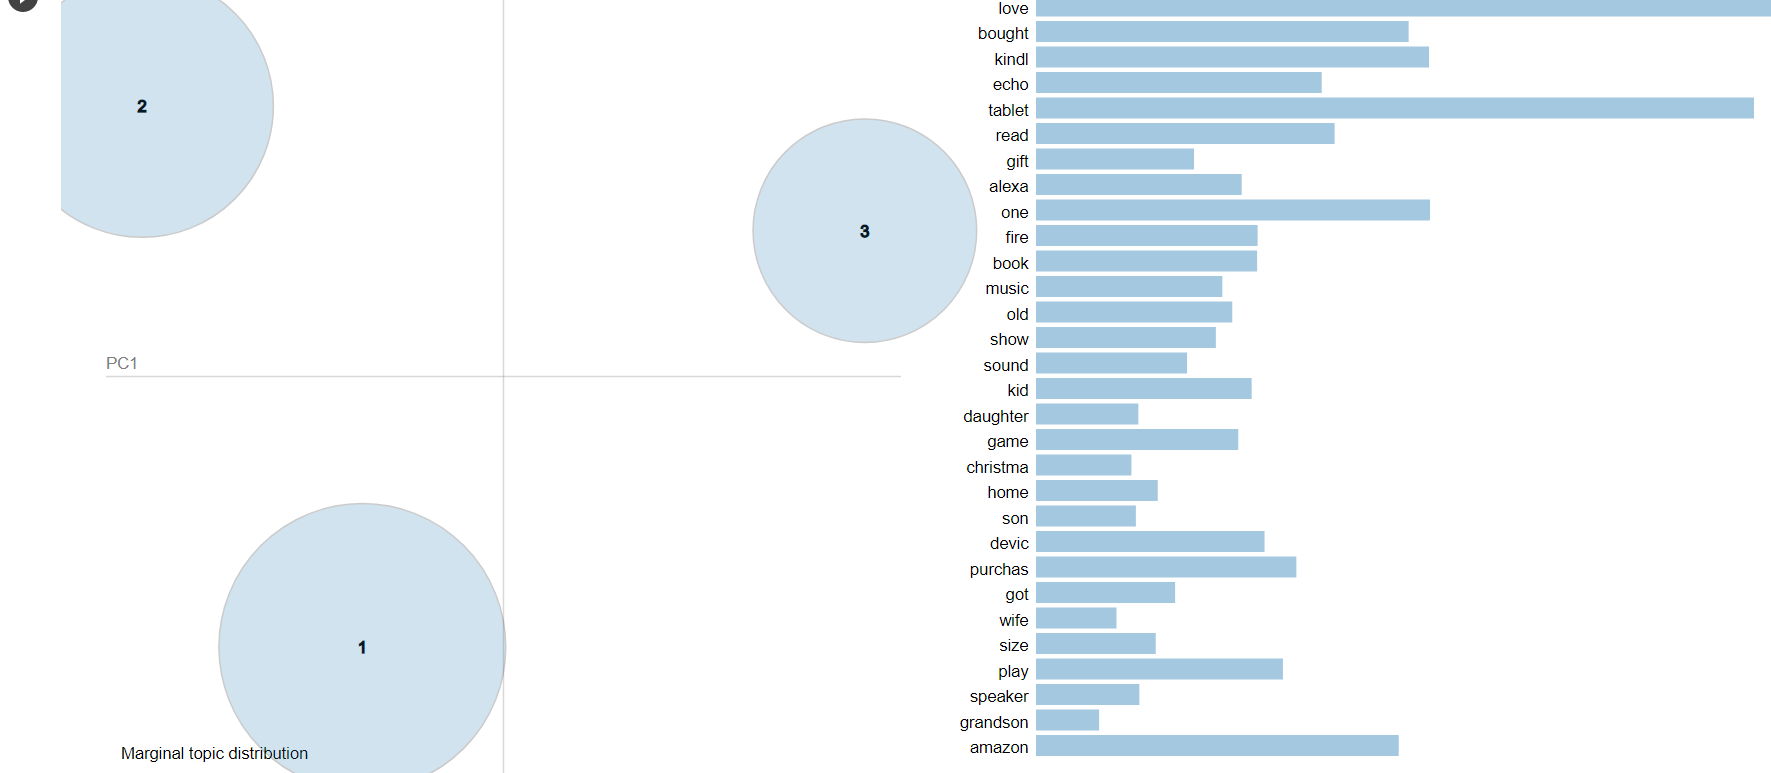 2
3
PC1
1
Marginal topic distribution
love
bought
kindl
echo
tablet
read
gift
alexa
one
fire
book
music
old
show
sound
kid
daughter
game
christma
home
son
devic
purchas
got
wife
size
play
speaker
grandson
amazon